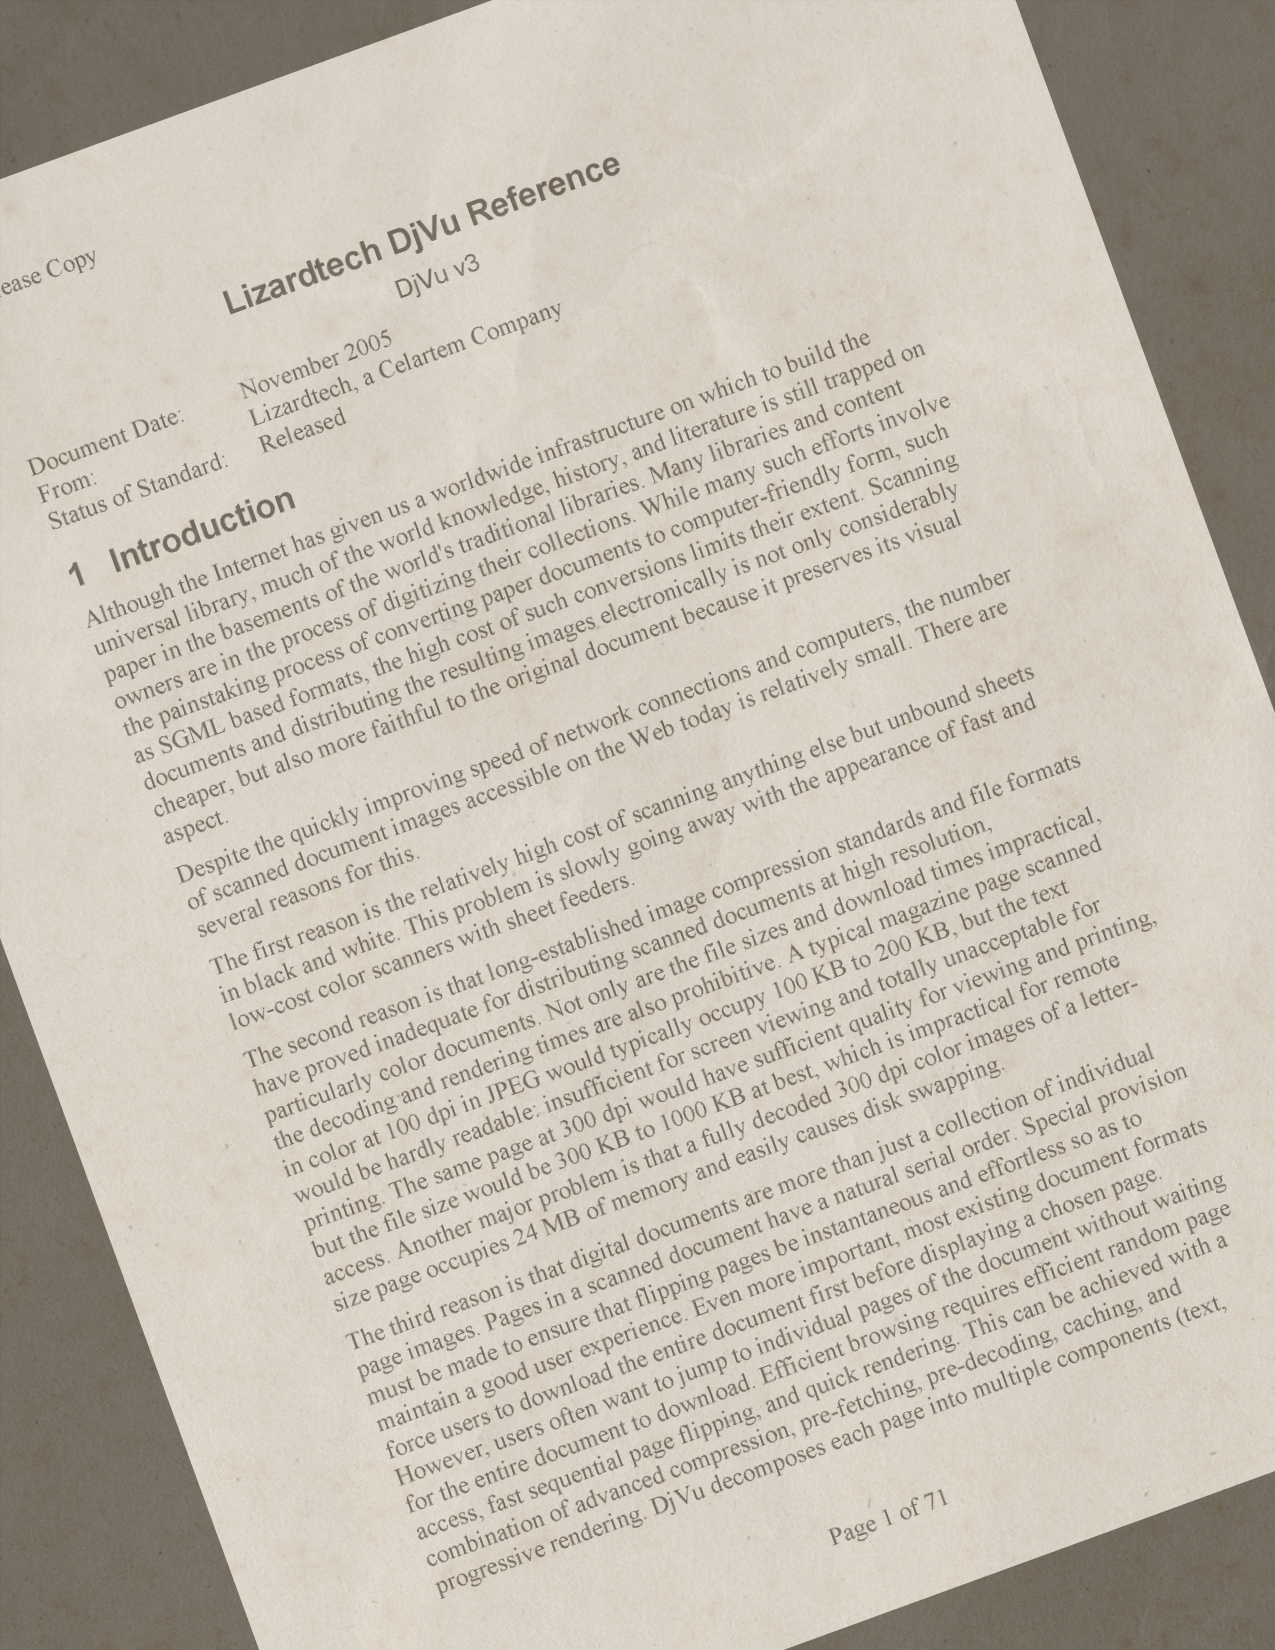 Copy
Lizardtech DjVu Reference
DjVu v3
Document Date: November 2005
From: Lizardtech, a Celartem Company
Status of Standard: Released
1 Introduction
Although the Internet has given us a worldwide infrastructure on which to build the
universal library, much of the world knowledge, history, and literature is still trapped on
paper in the basements of the world's traditional libraries. Many libraries and content
owners are in the process of digitizing their collections. While many such efforts involve
the painstaking process of converting paper documents to computer-friendly form, such
as SGML based formats, the high cost of such conversions limits their extent. Scanning
documents and distributing the resulting images electronically is not only considerably
cheaper, but also more faithful to the original document because it preserves its visual
aspect.
Despite the quickly improving speed of network connections and computers, the number
of scanned document images accessible on the Web today is relatively small. There are
several reasons for this.
The first reason is the relatively high cost of scanning anything else but unbound sheets
in black and white. This problem is slowly going away with the appearance of fast and
low-cost color scanners with sheet feeders.
The second reason is that long-established image compression standards and file formats
have proved inadequate for distributing scanned documents at high resolution,
particularly color documents. Not only are the file sizes and download times impractical,
the decoding and rendering times are also prohibitive. A typical magazine page scanned
in color at 100 dpi in JPEG would typically occupy 100 KB to 200 KB, but the text
would be hardly readable: insufficient for screen viewing and totally unacceptable for
printing. The same page at 300 dpi would have sufficient quality for viewing and printing,
but the file size would be 300 KB to 1000 KB at best, which is impractical for remote
access. Another major problem is that a fully decoded 300 dpi color images of a letter-
size page occupies 24 MB of memory and easily causes disk swapping.
The third reason is that digital documents are more than just a collection of individual
page images. Pages in a scanned document have a natural serial order. Special provision
must be made to ensure that flipping pages be instantaneous and effortless so as to
maintain a good user experience. Even more important, most existing document formats
force users to download the entire document first before displaying a chosen page.
However, users often want to jump to individual pages of the document without waiting
for the entire document to download. Efficient browsing requires efficient random page
access, fast sequential page flipping, and quick rendering. This can be achieved with a
combination of advanced compression, pre-fetching, pre-decoding, caching, and
progressive rendering. DjVu decomposes each page into multiple components (text,
Page 1 of 71